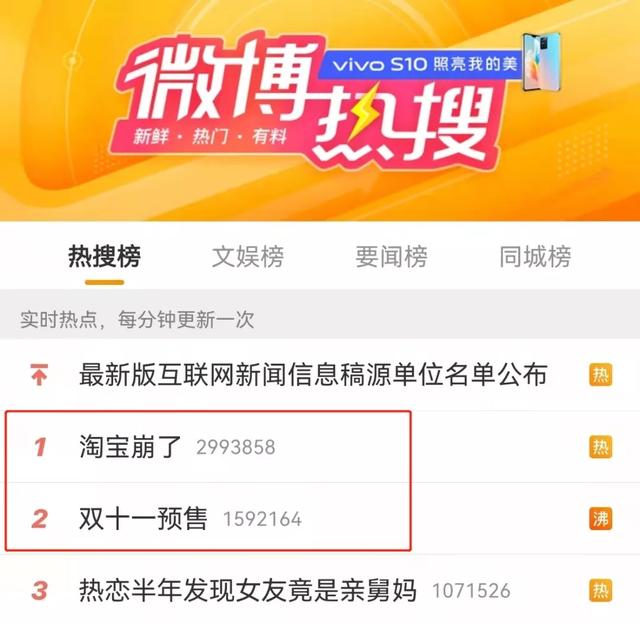 vivo S10 照亮我的美
微博
热搜
新鲜·热门·有料
热搜榜 文娱榜 要闻榜 同城榜
实时热点，每分钟更新一次
最新版互联网新闻信息稿源单位名单公布 热
1 淘宝崩了 2993858 热
2 双十一预售 1592164 沸
3 热恋半年发现女友竟是亲舅妈 1071526 热